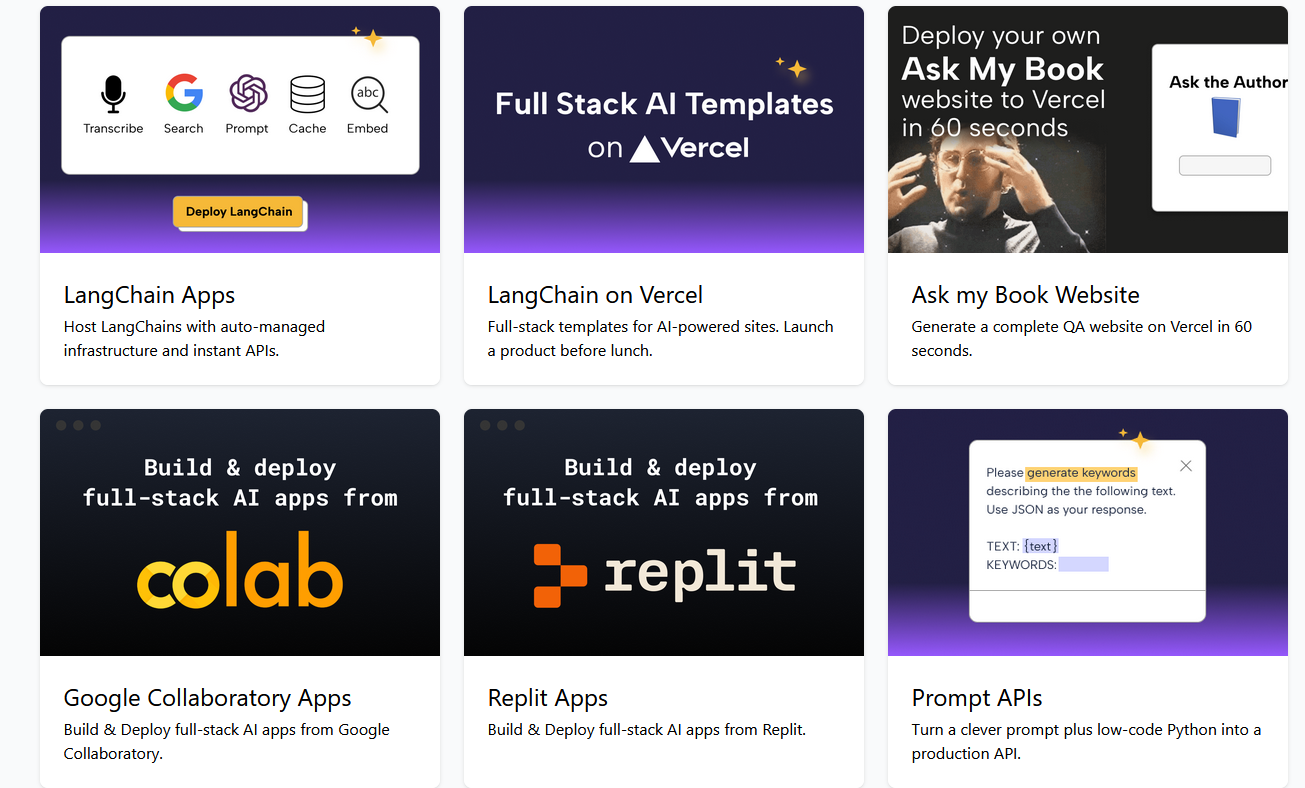 Transcribe
Search
Prompt
Cache
abc
Embed
Deploy LangChain
LangChain Apps
Host LangChains with auto-managed
infrastructure and instant APIs.
Full Stack AI Templates
on Vercel
LangChain on Vercel
Full-stack templates for AI-powered sites. Launch
a product before lunch.
Deploy your own
Ask My Book
website to Vercel
in 60 seconds
Ask the Author
Ask my Book Website
Generate a complete QA website on Vercel in 60
seconds.
Build & deploy
full-stack AI apps from
colab
Google Collaboratory Apps
Build & Deploy full-stack AI apps from Google
Collaboratory.
Build & deploy
full-stack AI apps from
replit
Replit Apps
Build & Deploy full-stack AI apps from Replit.
Please generate keywords
describing the the following text.
Use JSON as your response.
TEXT: {text}
KEYWORDS:
Prompt APIs
Turn a clever prompt plus low-code Python into a
production API.